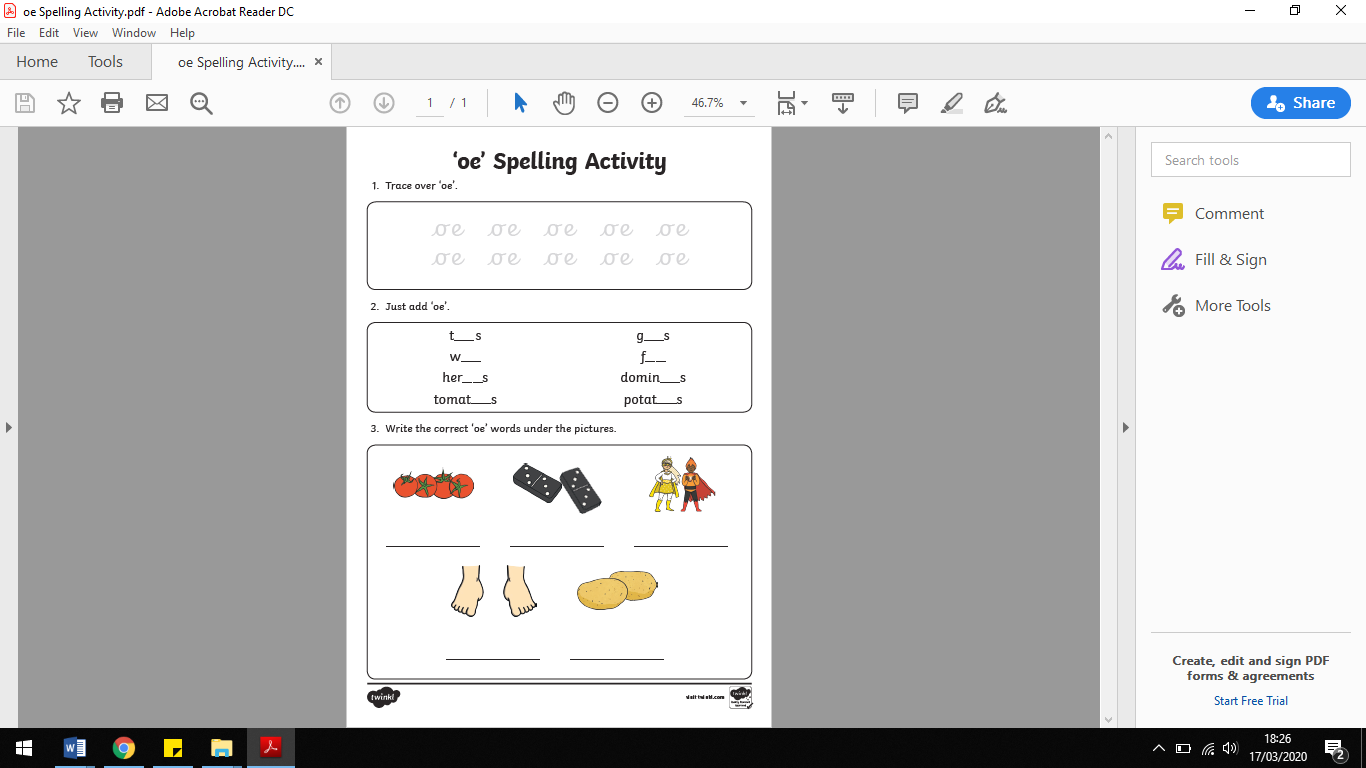 oe Spelling Activity.pdf - Adobe Acrobat Reader DC
File Edit View Window Help
Home Tools oe Spelling Activity.... ×
1 / 1 46.7% Share
‘oe’ Spelling Activity
1. Trace over ‘oe’.
oe oe oe oe oe
oe oe oe oe oe
2. Just add ‘oe’.
t___s g___s
w___ f___
her___s domin___s
tomat___s potat___s
3. Write the correct ‘oe’ words under the pictures.
twinkl visit twinkl.com twinkl
Search tools
Comment
Fill & Sign
More Tools
Create, edit and sign PDF
forms & agreements
Start Free Trial
18:26
17/03/2020 2